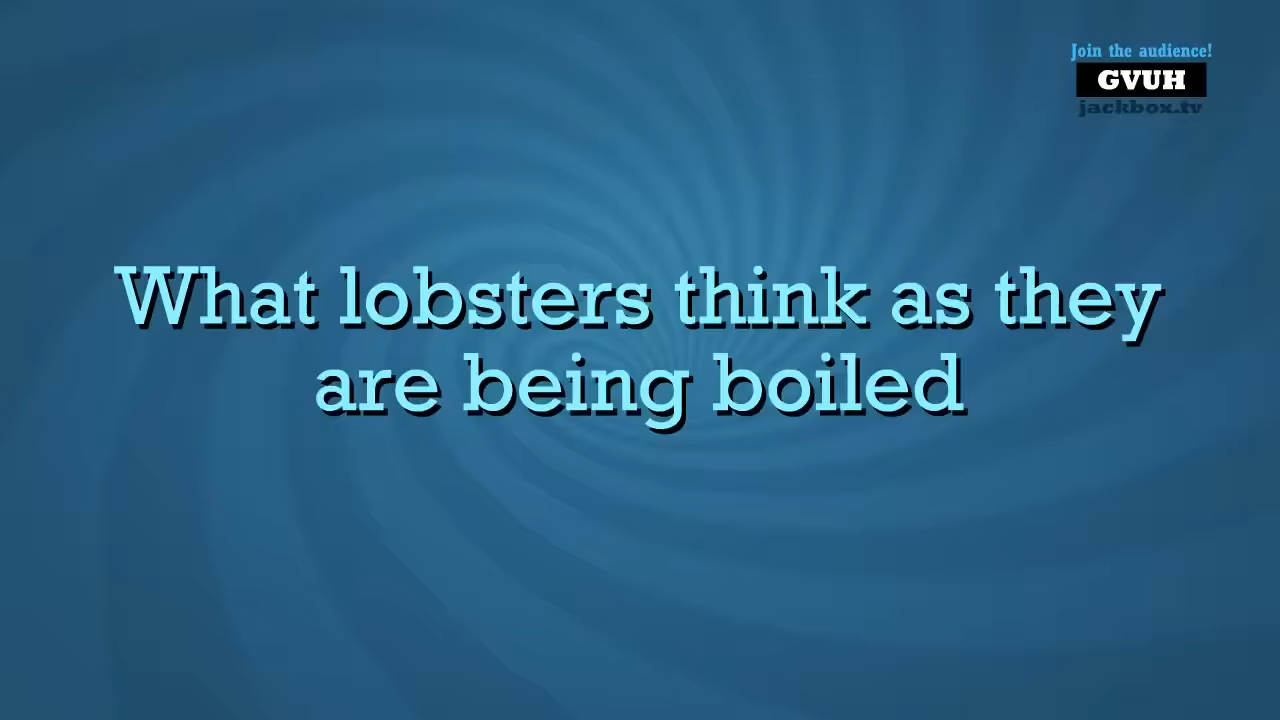 Join the audience!
GVUH
jackbox.tv
What lobsters think as they
are being boiled